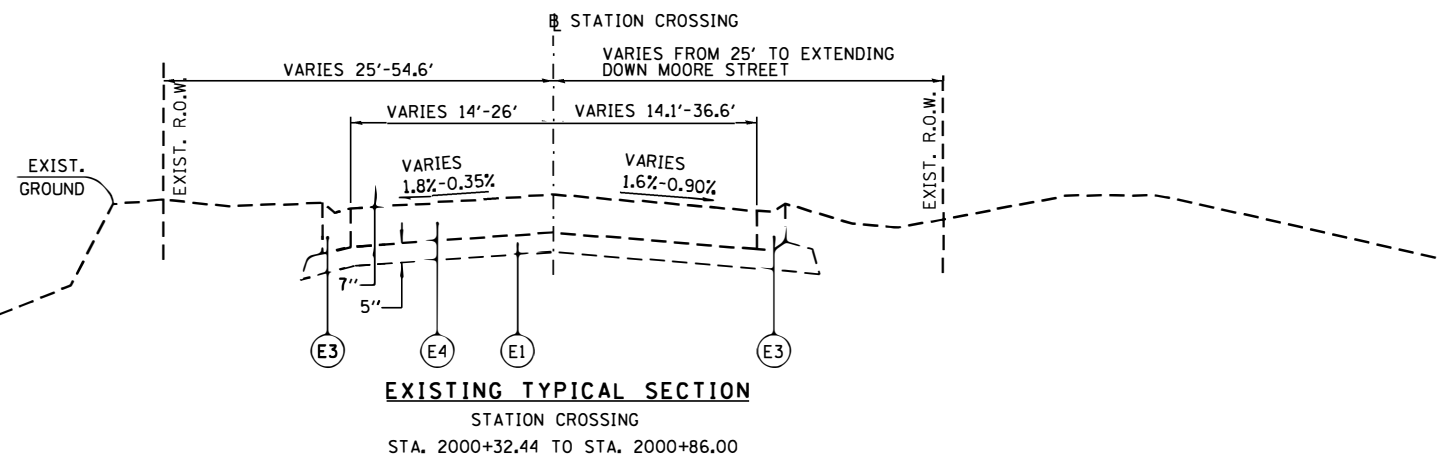 ℄ STATION CROSSING
VARIES FROM 25' TO EXTENDING
DOWN MOORE STREET
VARIES 25'-54.6'
VARIES 14'-26'
VARIES 14.1'-36.6'
EXIST. R.O.W.
EXIST. R.O.W.
EXIST.
GROUND
VARIES
1.8%-0.35%
VARIES
1.6%-0.90%
7"
5"
E3
E4
E1
E3
EXISTING TYPICAL SECTION
STATION CROSSING
STA. 2000+32.44 TO STA. 2000+86.00